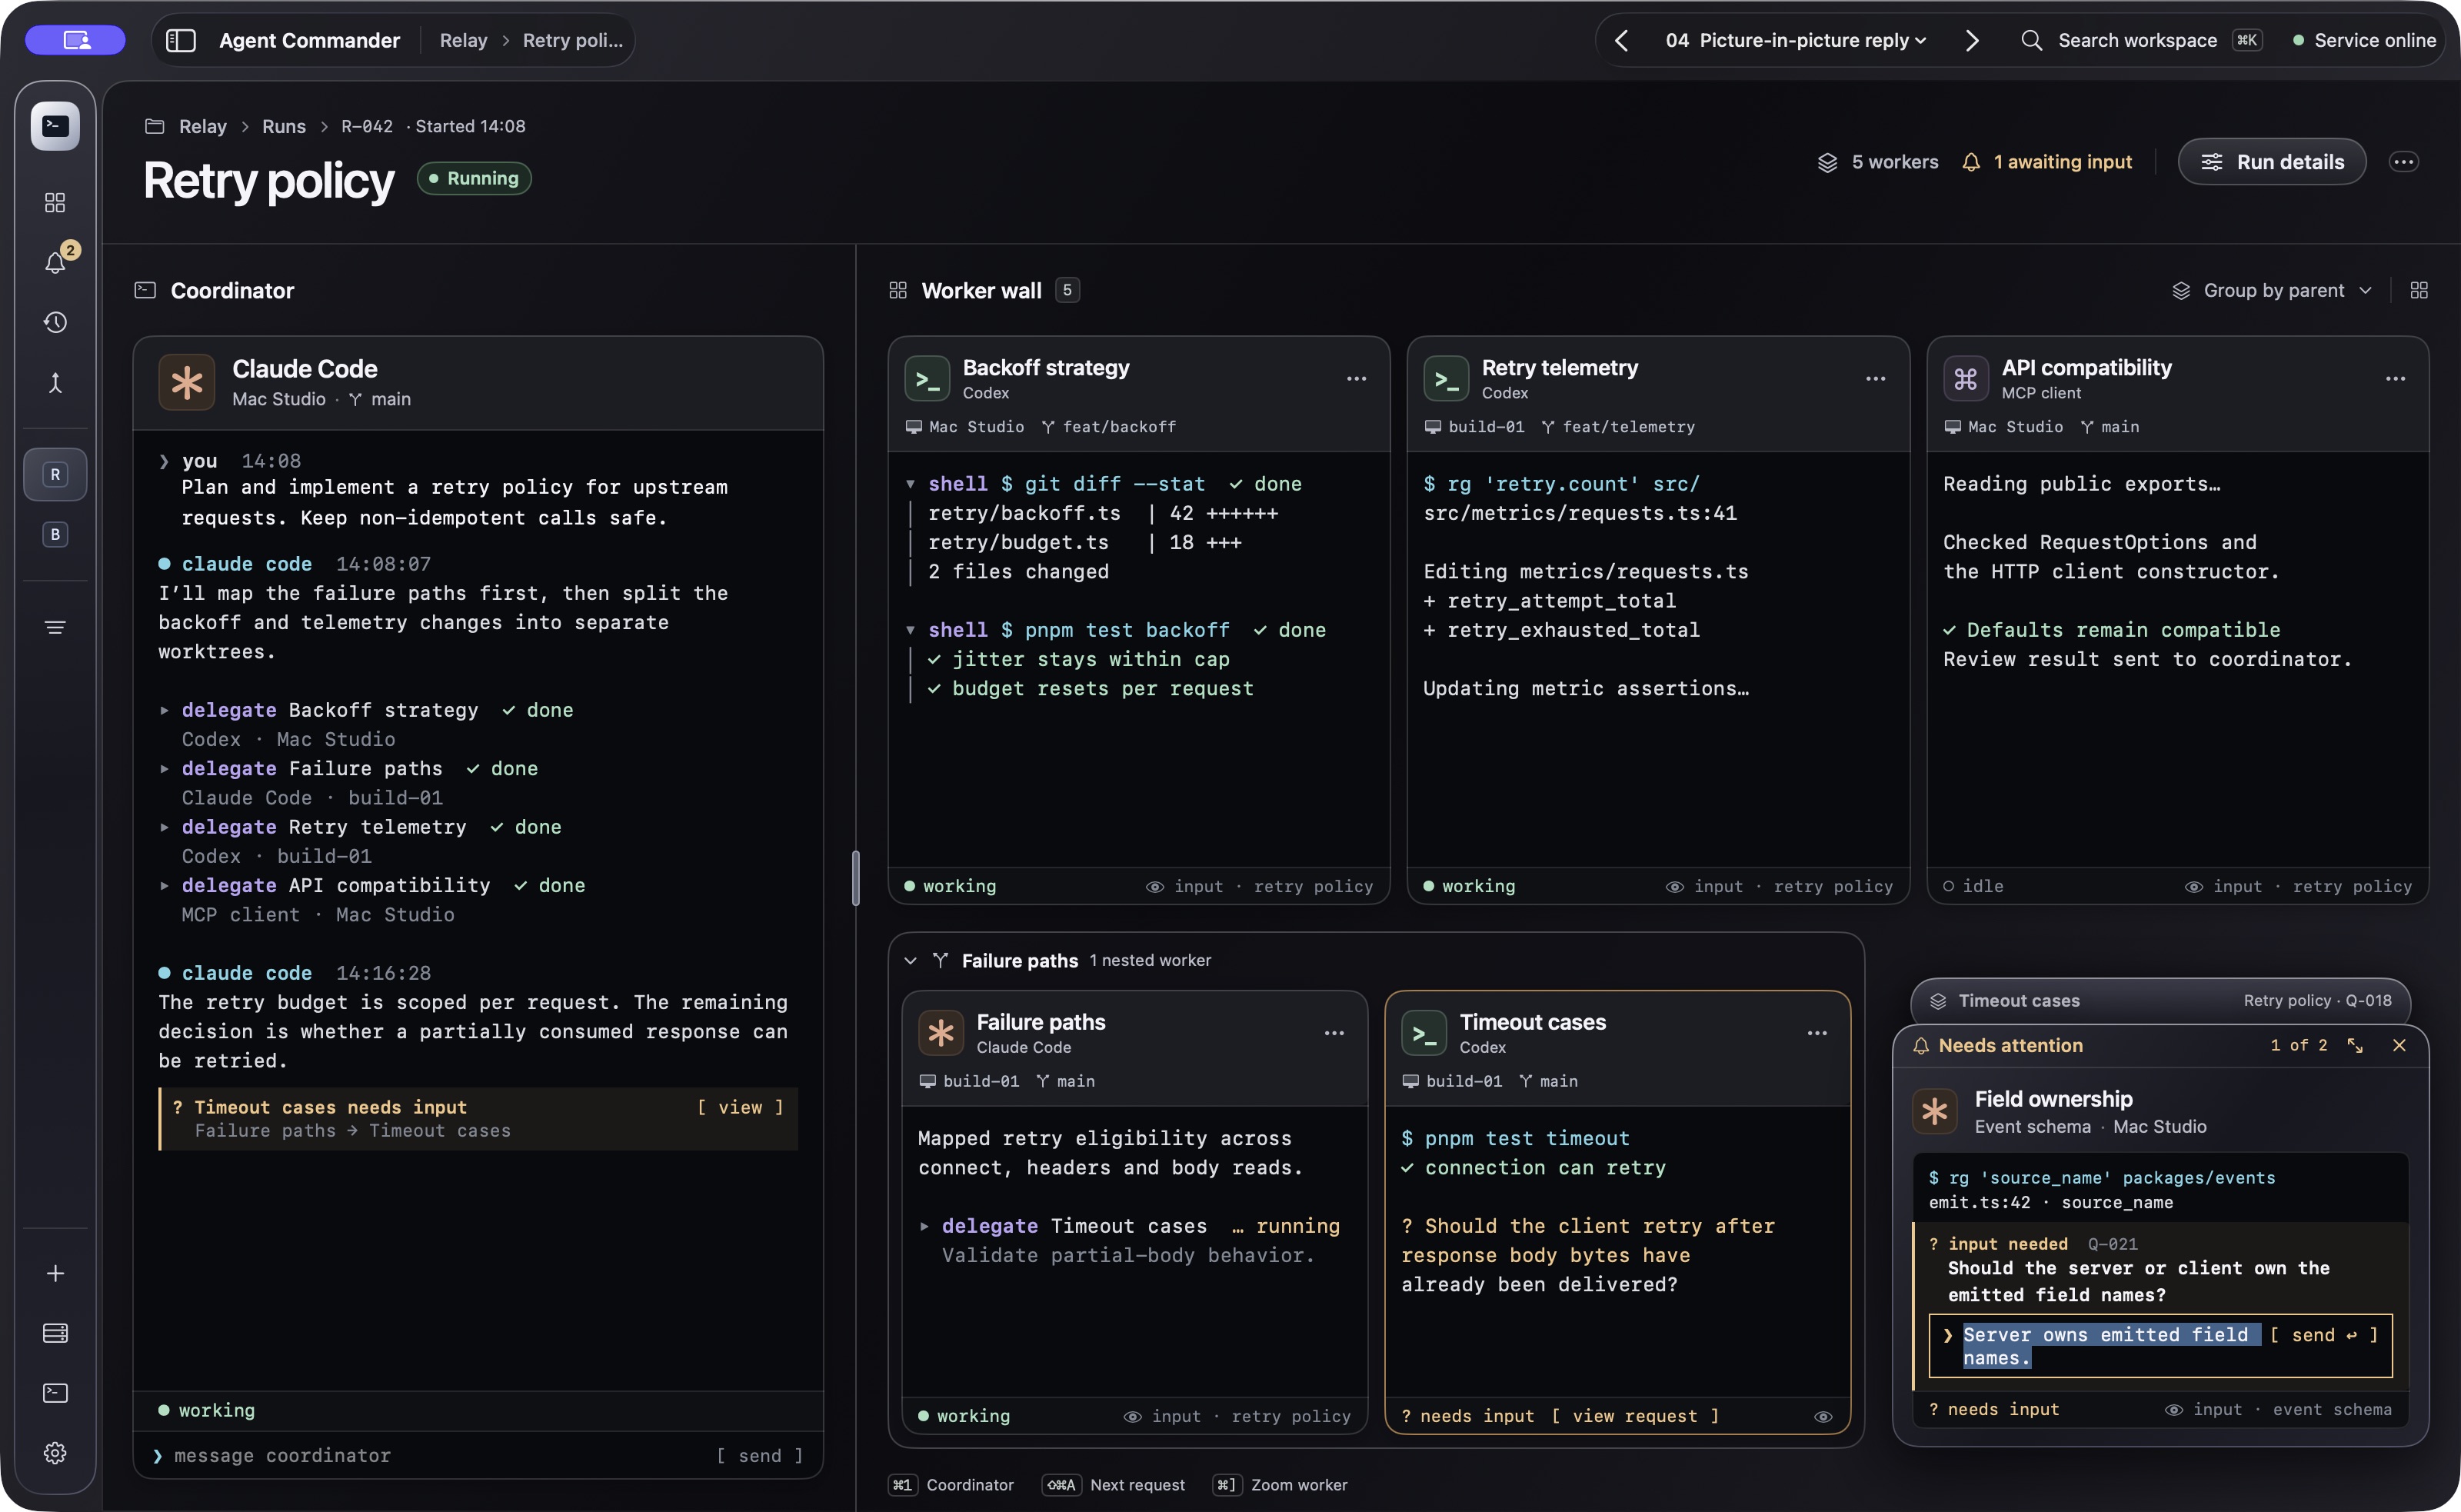 Agent Commander
Relay > Retry poli...
04 Picture-in-picture reply
Search workspace ⌘K
Service online
Relay > Runs > R-042 · Started 14:08
Retry policy
Running
5 workers
1 awaiting input
Run details
2
R
B
Coordinator
Claude Code
Mac Studio · main
❯ you 14:08
Plan and implement a retry policy for upstream
requests. Keep non-idempotent calls safe.
claude code 14:08:07
I’ll map the failure paths first, then split the
backoff and telemetry changes into separate
worktrees.
▸ delegate Backoff strategy ✓ done
Codex · Mac Studio
▸ delegate Failure paths ✓ done
Claude Code · build-01
▸ delegate Retry telemetry ✓ done
Codex · build-01
▸ delegate API compatibility ✓ done
MCP client · Mac Studio
claude code 14:16:28
The retry budget is scoped per request. The remaining
decision is whether a partially consumed response can
be retried.
? Timeout cases needs input [ view ]
Failure paths → Timeout cases
working
❯ message coordinator [ send ]
Worker wall 5
Group by parent
Backoff strategy
Codex
Mac Studio feat/backoff
▾ shell $ git diff --stat ✓ done
retry/backoff.ts | 42 ++++++
retry/budget.ts | 18 +++
2 files changed
▾ shell $ pnpm test backoff ✓ done
✓ jitter stays within cap
✓ budget resets per request
working
input · retry policy
Retry telemetry
Codex
build-01 feat/telemetry
$ rg 'retry.count' src/
src/metrics/requests.ts:41
Editing metrics/requests.ts
+ retry_attempt_total
+ retry_exhausted_total
Updating metric assertions…
working
input · retry policy
API compatibility
MCP client
Mac Studio main
Reading public exports…
Checked RequestOptions and
the HTTP client constructor.
✓ Defaults remain compatible
Review result sent to coordinator.
idle
input · retry policy
Failure paths 1 nested worker
Failure paths
Claude Code
build-01 main
Mapped retry eligibility across
connect, headers and body reads.
▸ delegate Timeout cases … running
Validate partial-body behavior.
working
input · retry policy
Timeout cases
Codex
build-01 main
$ pnpm test timeout
✓ connection can retry
? Should the client retry after
response body bytes have
already been delivered?
? needs input [ view request ]
Timeout cases
Retry policy · Q-018
Needs attention
1 of 2
Field ownership
Event schema · Mac Studio
$ rg 'source_name' packages/events
emit.ts:42 · source_name
? input needed Q-021
Should the server or client own the
emitted field names?
❯ Server owns emitted field [ send ↩ ]
names.
? needs input
input · event schema
⌘1 Coordinator
⇧⌘A Next request
⌘] Zoom worker